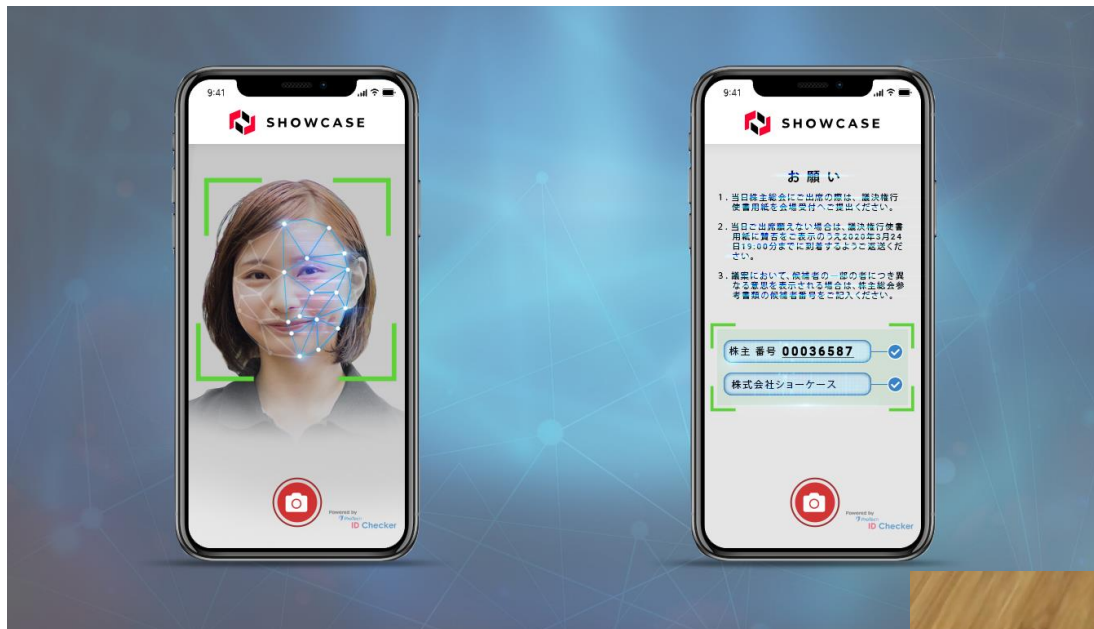 9:41
SHOWCASE
Powered by
ProTech
ID Checker
9:41
SHOWCASE
お願い
1. 当日株主総会にご出席の際は、議決権行
使書用紙を会場受付へご提出ください。
2. 当日ご出席願えない場合は、議決権行使書
用紙に賛否をご表示のうえ2020年3月24
日19:00分までに到着するようご返送くだ
さい。
3. 議案において、候補者の一部の者につき異
なる意思を表示される場合は、株主総会参
考書類の候補者番号をご記入ください。
株主 番号 00036587
株式会社ショーケース
Powered by
ProTech
ID Checker